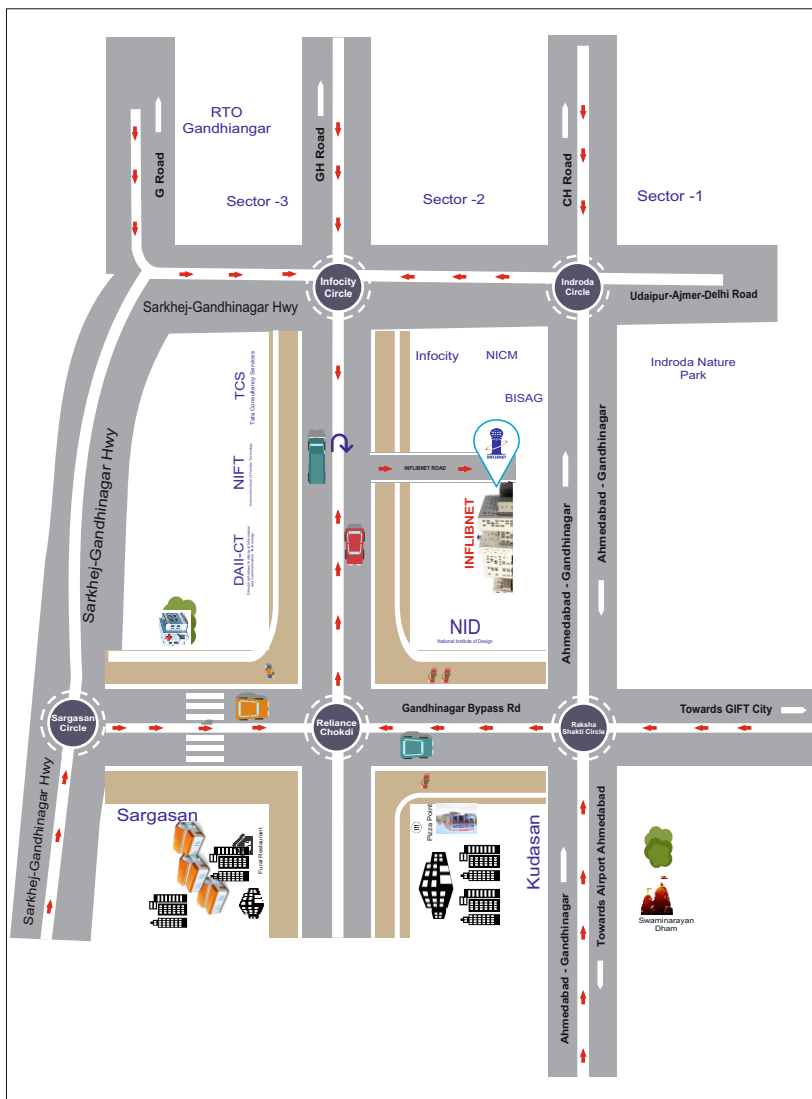 RTO
Gandhiangar
G Road
GH Road
CH Road
Sector -3
Sector -2
Sector -1
Infocity
Circle
Indroda
Circle
Udaipur-Ajmer-Delhi Road
Sarkhej-Gandhinagar Hwy
Infocity
NICM
BISAG
Indroda Nature
Park
TCS
Tata Consultancy Services
NIFT
DAII-CT
INFLIBNET
INFLIBNET ROAD
INFLIBNET
Sarkhej-Gandhinagar Hwy
Ahmedabad - Gandhinagar
Ahmedabad - Gandhinagar
NID
National Institute of Design
Sargasan
Circle
Reliance
Chokdi
Gandhinagar Bypass Rd
Raksha
Shakti Circle
Towards GIFT City
Sarkhej-Gandhinagar Hwy
Sargasan
Furat Restaurant
Pizza Point
Kudasan
Ahmedabad - Gandhinagar
Towards Airport Ahmedabad
Swaminarayan
Dham